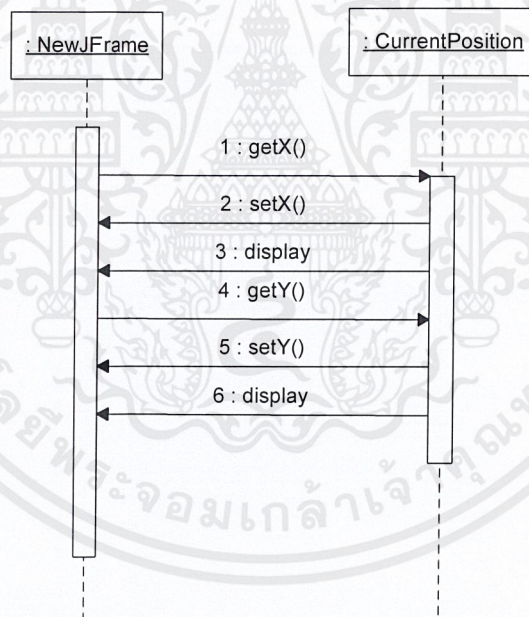 : NewJFrame
: CurrentPosition
1 : getX()
2 : setX()
3 : display
4 : getY()
5 : setY()
6 : display